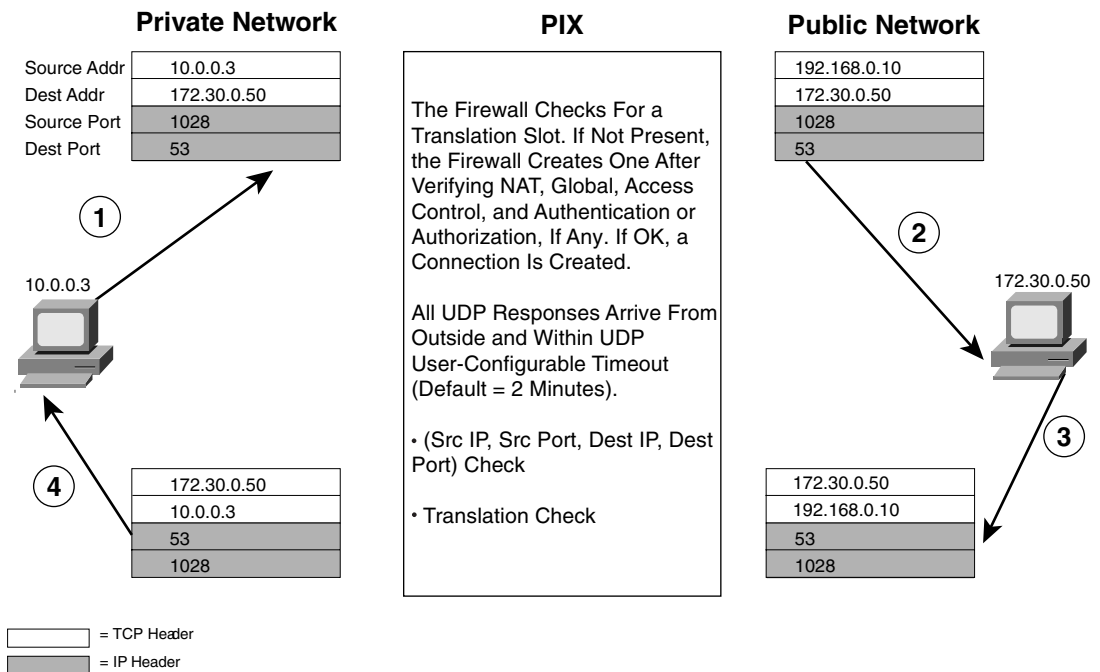 Private Network
PIX
Public Network
Source Addr 10.0.0.3
Dest Addr 172.30.0.50
Source Port 1028
Dest Port 53
192.168.0.10
172.30.0.50
1028
53
1
10.0.0.3
The Firewall Checks For a
Translation Slot. If Not Present,
the Firewall Creates One After
Verifying NAT, Global, Access
Control, and Authentication or
Authorization, If Any. If OK, a
Connection Is Created.
All UDP Responses Arrive From
Outside and Within UDP
User-Configurable Timeout
(Default = 2 Minutes).
• (Src IP, Src Port, Dest IP, Dest
Port) Check
• Translation Check
2
172.30.0.50
3
4
172.30.0.50
10.0.0.3
53
1028
172.30.0.50
192.168.0.10
53
1028
= TCP Header
= IP Header